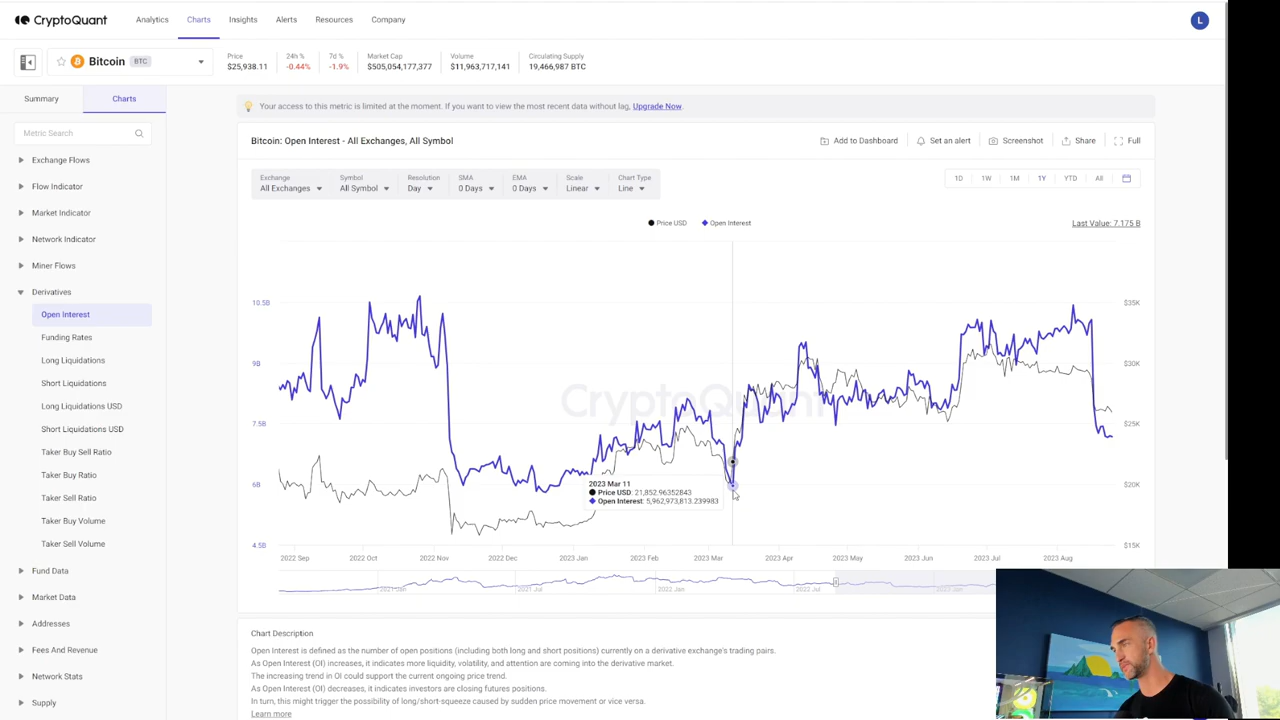 CryptoQuant
Analytics
Charts
Insights
Alerts
Resources
Company
L
Bitcoin BTC
Price
$25,938.11
24h %
-0.44%
7d %
-1.9%
Market Cap
$505,054,177,377
Volume
$11,963,717,141
Circulating Supply
19,466,987 BTC
Summary
Charts
Metric Search
Exchange Flows
Flow Indicator
Market Indicator
Network Indicator
Miner Flows
Derivatives
Open Interest
Funding Rates
Long Liquidations
Short Liquidations
Long Liquidations USD
Short Liquidations USD
Taker Buy Sell Ratio
Taker Buy Ratio
Taker Sell Ratio
Taker Buy Volume
Taker Sell Volume
Fund Data
Market Data
Addresses
Fees And Revenue
Network Stats
Supply
Your access to this metric is limited at the moment. If you want to view the most recent data without lag, Upgrade Now.
Bitcoin: Open Interest - All Exchanges, All Symbol
Add to Dashboard
Set an alert
Screenshot
Share
Full
Exchange
All Exchanges
Symbol
All Symbol
Resolution
Day
SMA
0 Days
EMA
0 Days
Scale
Linear
Chart Type
Line
1D
1W
1M
1Y
YTD
All
Price USD
Open Interest
Last Value: 7.175 B
10.5B
9B
7.5B
6B
4.5B
$35K
$30K
$25K
$20K
$15K
CryptoQuant
2023 Mar 11
Price USD: 21,852.96352843
Open Interest: 5,962,973,813.239983
2022 Sep
2022 Oct
2022 Nov
2022 Dec
2023 Jan
2023 Feb
2023 Mar
2023 Apr
2023 May
2023 Jun
2023 Jul
2023 Aug
2021 Jan
2021 Jul
2022 Jan
2022 Jul
2023 Jan
Chart Description
Open Interest is defined as the number of open positions (including both long and short positions) currently on a derivative exchange's trading pairs.
As Open Interest (OI) increases, it indicates more liquidity, volatility, and attention are coming into the derivative market.
The increasing trend in OI could support the current ongoing price trend.
As Open Interest (OI) decreases, it indicates investors are closing futures positions.
In turn, this might trigger the possibility of long/short-squeeze caused by sudden price movement or vice versa.
Learn more